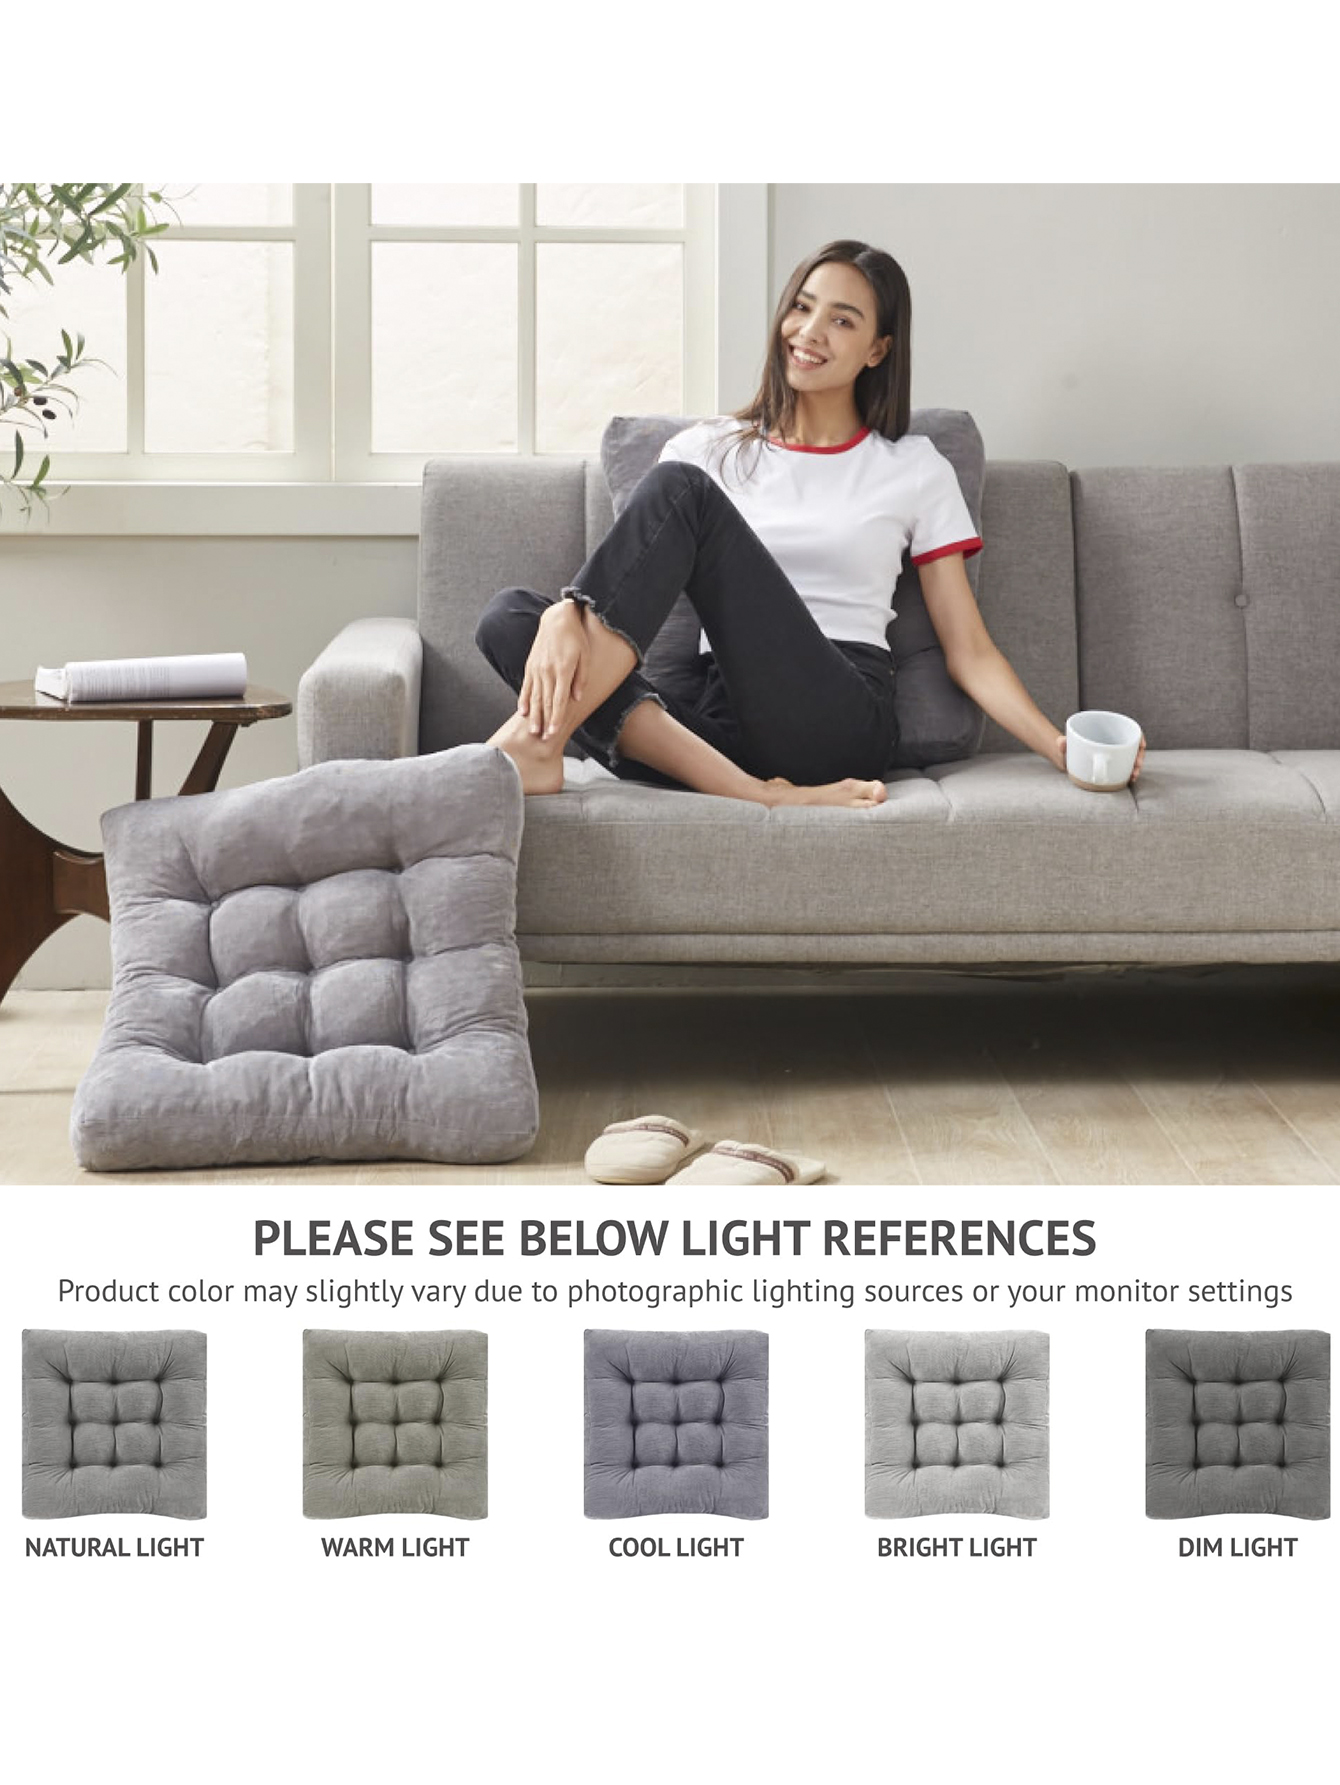 PLEASE SEE BELOW LIGHT REFERENCES
Product color may slightly vary due to photographic lighting sources or your monitor settings
NATURAL LIGHT
WARM LIGHT
COOL LIGHT
BRIGHT LIGHT
DIM LIGHT